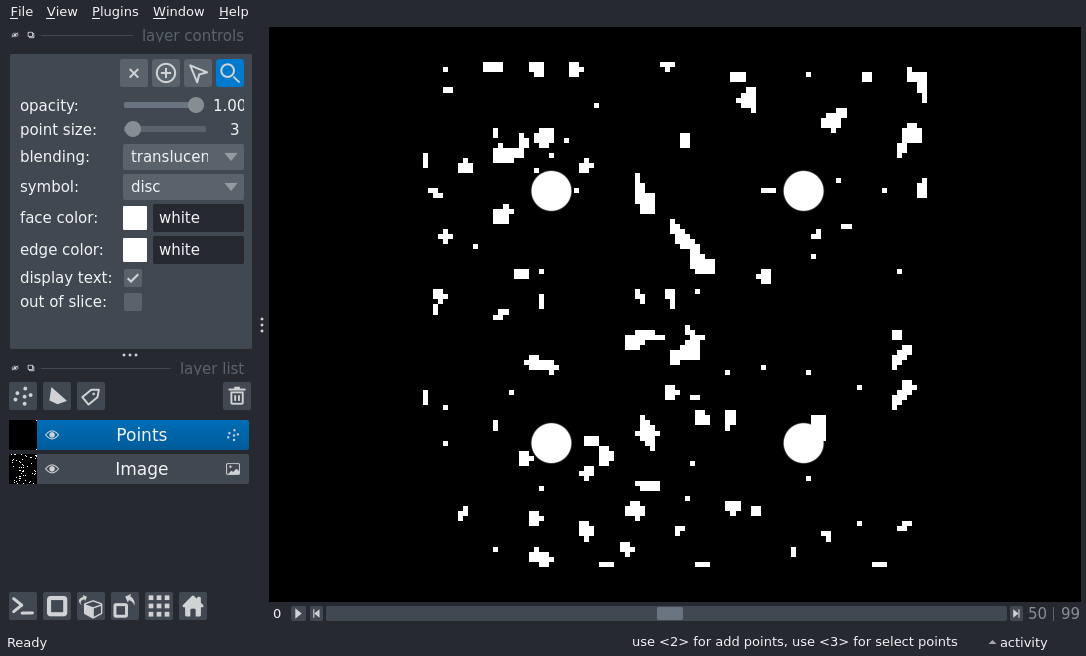 File View Plugins Window Help
layer controls
opacity: 1.00
point size: 3
blending: translucen
symbol: disc
face color: white
edge color: white
display text:
out of slice:
layer list
Points
Image
0 50 | 99
Ready use <2> for add points, use <3> for select points activity